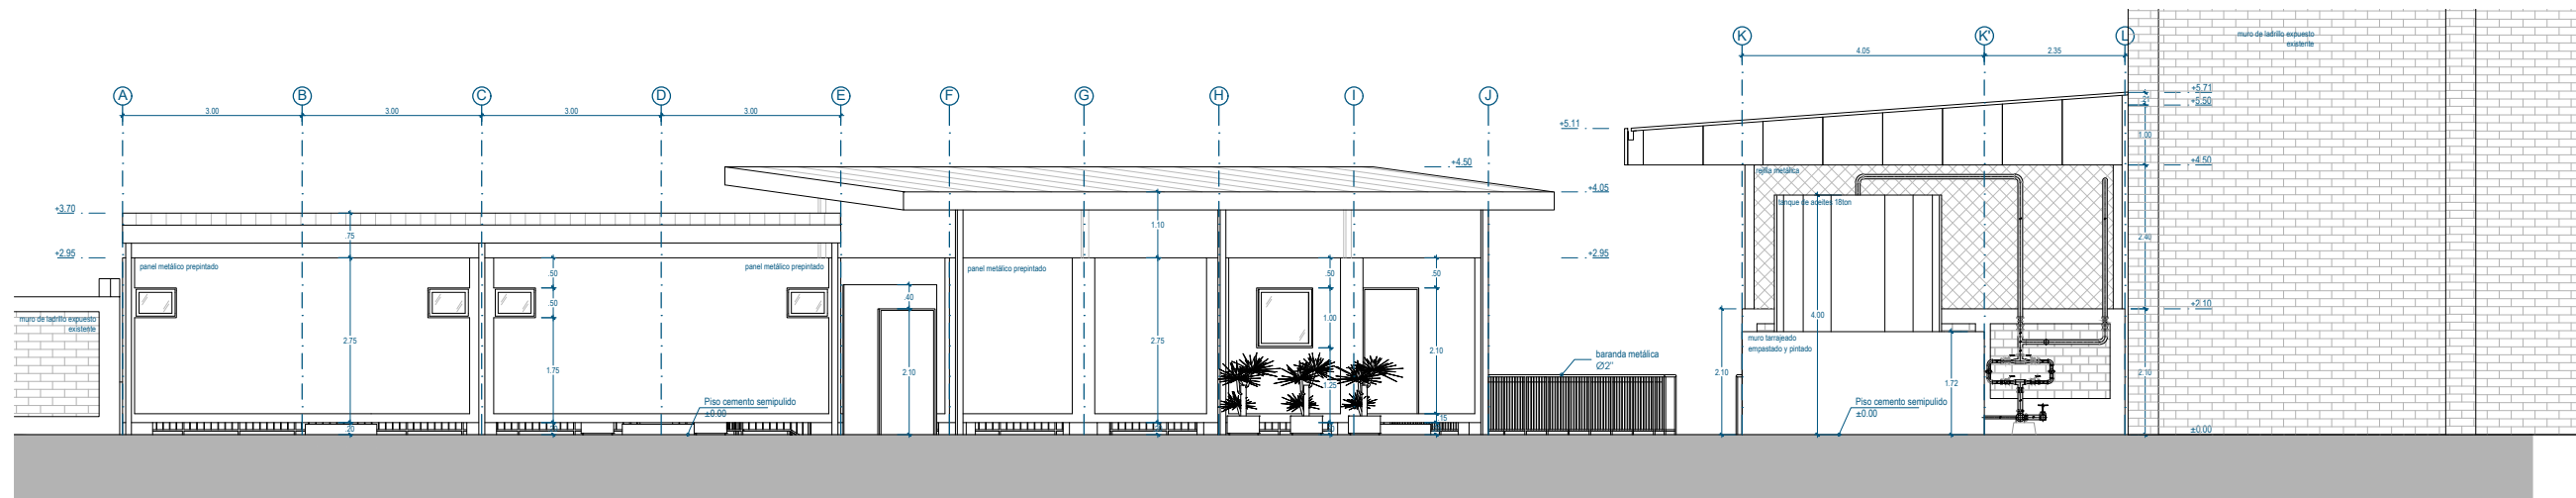 K
K'
L
muro de ladrillo expuesto
existente
4.05
2.35
A
B
C
D
E
F
G
H
I
J
3.00
3.00
3.00
3.00
+5.71
+5.50
+5.11
1.00
+4.50
+4.50
rejilla metálica
+4.05
tanque de aceites 18ton
+3.70
.75
1.10
2.40
+2.95
+2.95
panel metálico prepintado
panel metálico prepintado
panel metálico prepintado
.50
.50
.50
.50
.40
+2.10
1.00
4.00
muro de ladrillo expuesto
existente
2.75
2.75
2.10
muro tarrajeado
empastado y pintado
baranda metálica
Ø2"
1.75
2.10
2.10
2.10
1.25
1.72
Piso cemento semipulido
±0.00
Piso cemento semipulido
±0.00
.15
.20
±0.00